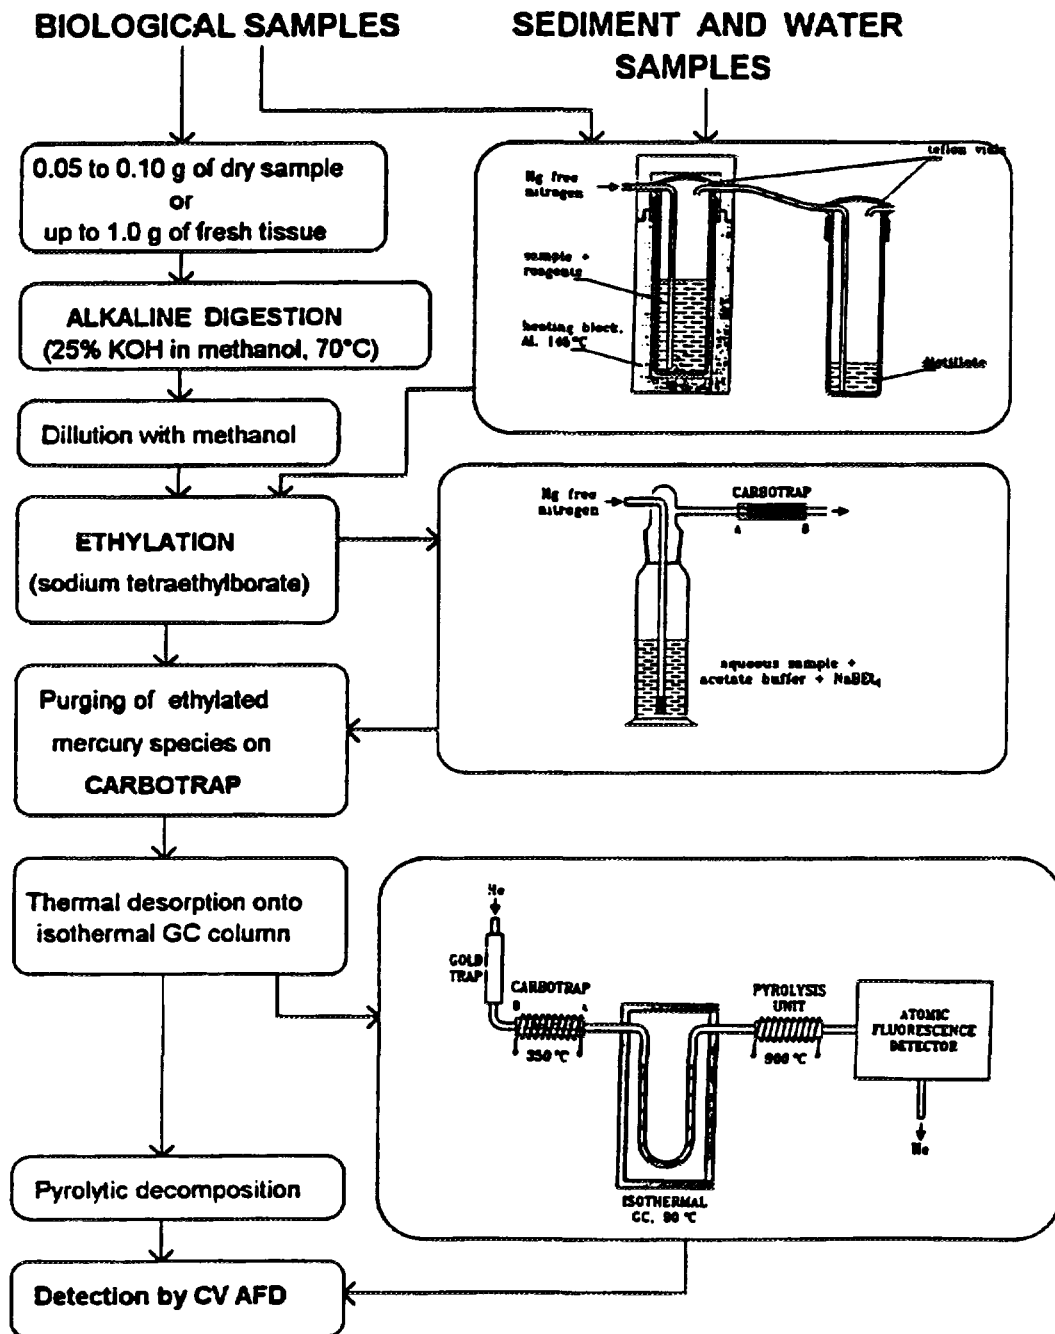 BIOLOGICAL SAMPLES
SEDIMENT AND WATER
SAMPLES
0.05 to 0.10 g of dry sample
or
up to 1.0 g of fresh tissue
ALKALINE DIGESTION
(25% KOH in methanol, 70°C)
Dillution with methanol
ETHYLATION
(sodium tetraethylborate)
Purging of ethylated
mercury species on
CARBOTRAP
Thermal desorption onto
isothermal GC column
Pyrolytic decomposition
Detection by CV AFD
teflon vials
Hg free
nitrogen
sample +
reagents
heating block,
Al, 145°C
distillate
Hg free
nitrogen
CARBOTRAP
A B
aqueous sample +
acetate buffer + NaBEt4
He
GOLD
TRAP
CARBOTRAP
B A
350 °C
PYROLYSIS
UNIT
900 °C
ATOMIC
FLUORESCENCE
DETECTOR
He
ISOTHERMAL
GC, 90 °C